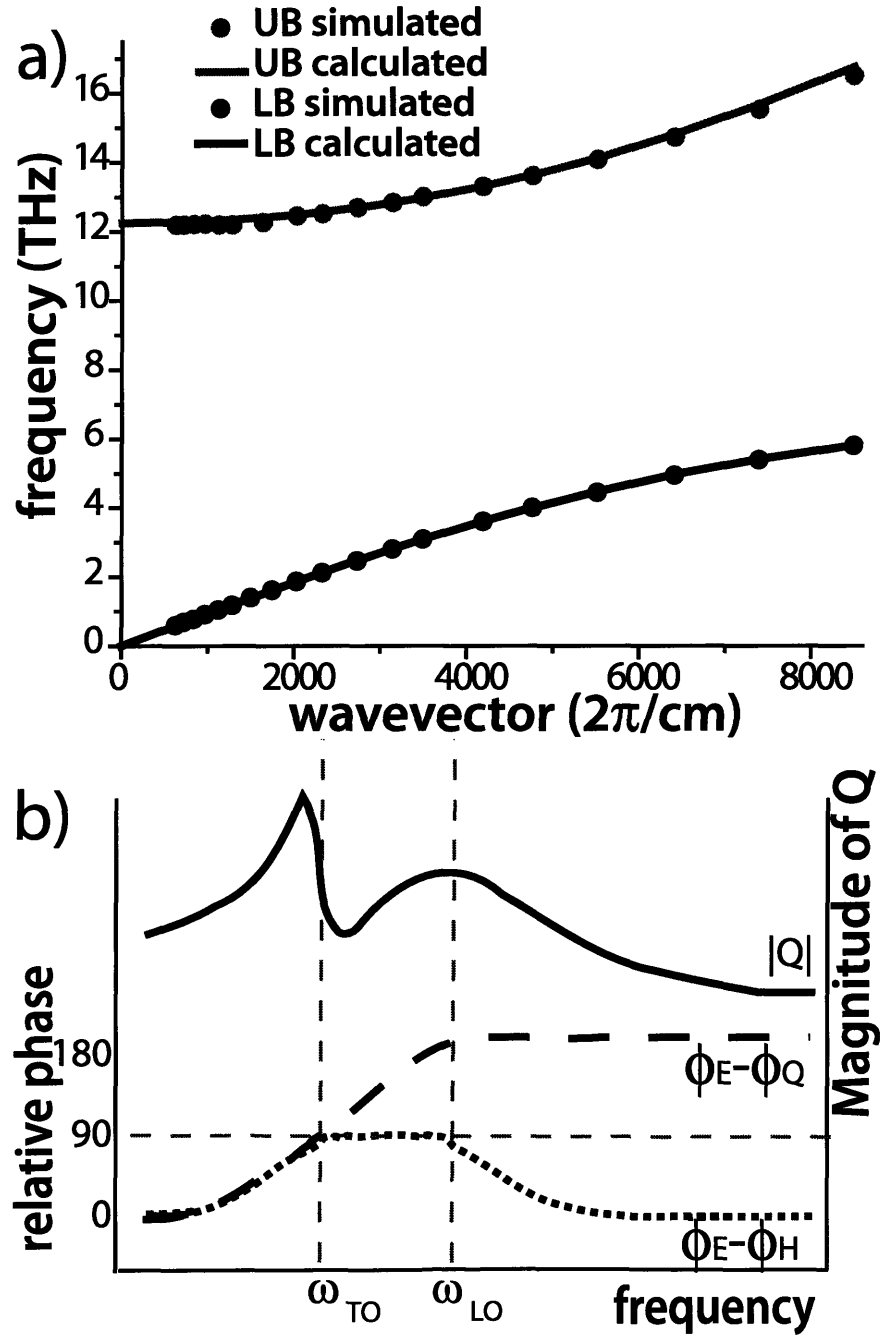 a)
UB simulated
UB calculated
LB simulated
LB calculated
frequency (THz)
16
14
12
10
8
6
4
2
0
0 2000 4000 6000 8000
wavevector (2π/cm)
b)
Magnitude of Q
|Q|
relative phase
180
90
0
ϕE-ϕQ
ϕE-ϕH
ωTO ωLO frequency